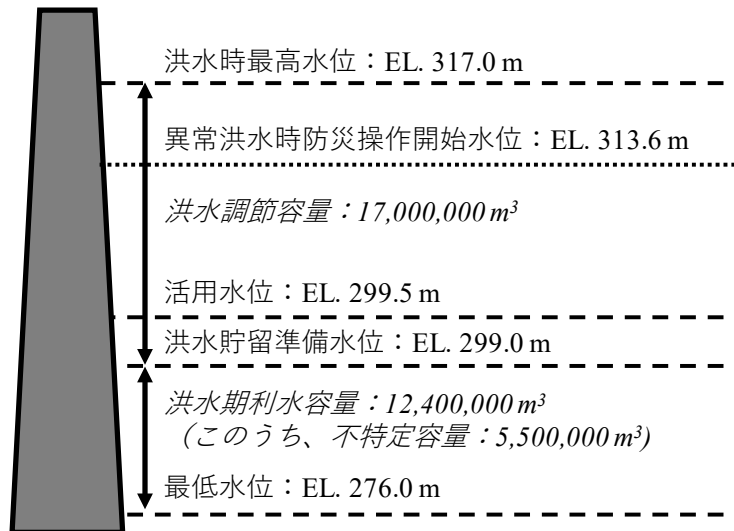 洪水時最高水位：EL. 317.0 m
異常洪水時防災操作開始水位：EL. 313.6 m
洪水調節容量：17,000,000 m³
活用水位：EL. 299.5 m
洪水貯留準備水位：EL. 299.0 m
洪水期利水容量：12,400,000 m³
（このうち、不特定容量：5,500,000 m³)
最低水位：EL. 276.0 m